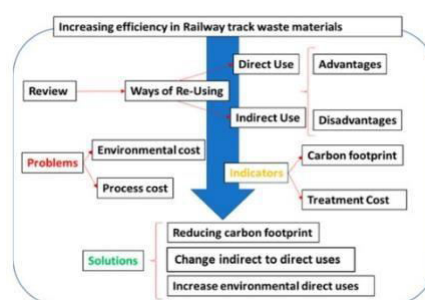 Increasing efficiency in Railway track waste materials
Direct Use
Advantages
Review
Ways of Re-Using
Indirect Use
Disadvantages
Environmental cost
Carbon footprint
Problems
Indicators
Process cost
Treatment Cost
Reducing carbon footprint
Solutions
Change indirect to direct uses
Increase environmental direct uses